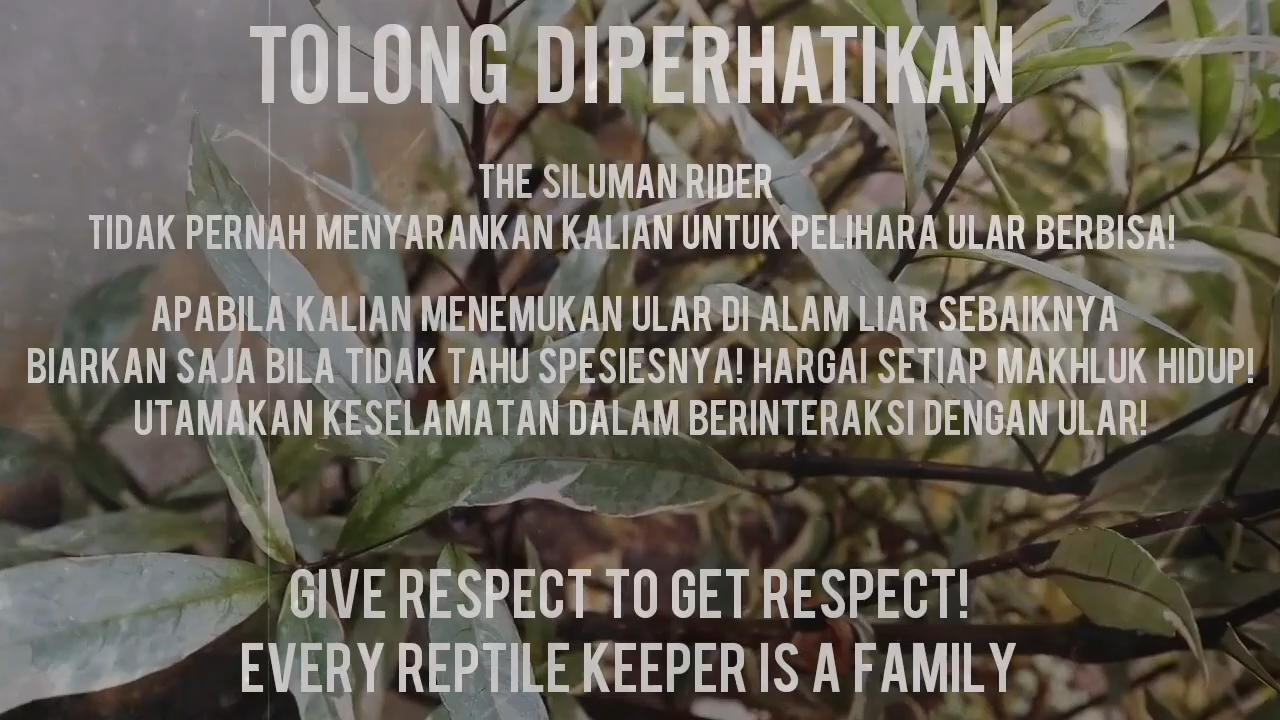 TOLONG DIPERHATIKAN
THE SILUMAN RIDER
TIDAK PERNAH MENYARANKAN KALIAN UNTUK PELIHARA ULAR BERBISA!
APABILA KALIAN MENEMUKAN ULAR DI ALAM LIAR SEBAIKNYA
BIARKAN SAJA BILA TIDAK TAHU SPESIESNYA! HARGAI SETIAP MAKHLUK HIDUP!
UTAMAKAN KESELAMATAN DALAM BERINTERAKSI DENGAN ULAR!
GIVE RESPECT TO GET RESPECT!
EVERY REPTILE KEEPER IS A FAMILY